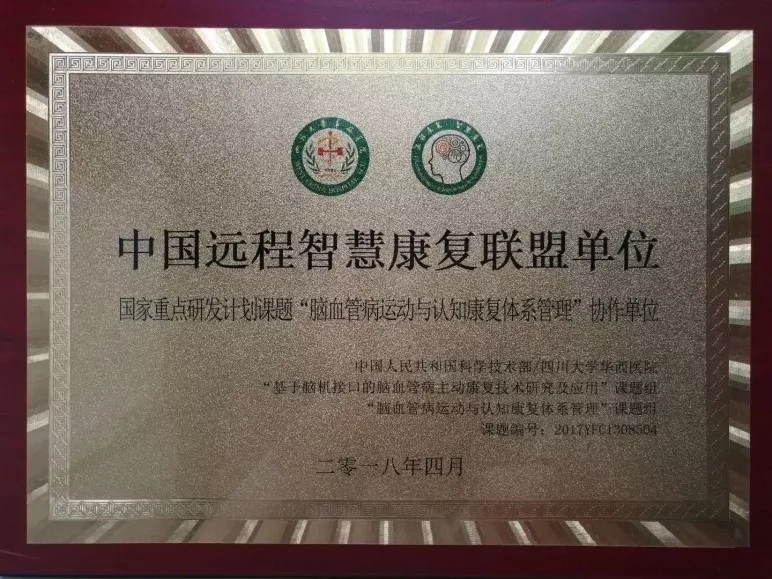 中国远程智慧康复联盟单位
国家重点研发计划课题“脑血管病运动与认知康复体系管理”协作单位
中国人民共和国科学技术部/四川大学华西医院
“基于脑机接口的脑血管病主动康复技术研究及应用”课题组
“脑血管病运动与认知康复体系管理”课题组
课题编号：2017YFC1308504
二零一八年四月